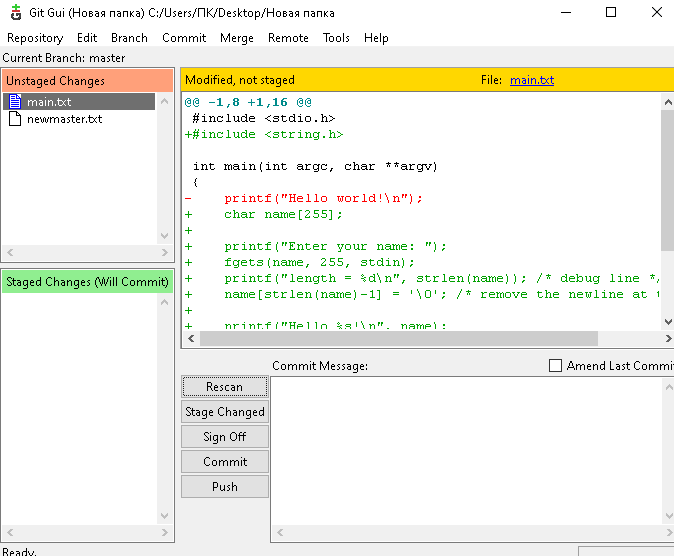 Git Gui (Новая папка) C:/Users/ПК/Desktop/Новая папка
Repository Edit Branch Commit Merge Remote Tools Help
Current Branch: master
Unstaged Changes
main.txt
newmaster.txt
Staged Changes (Will Commit)
Modified, not staged File: main.txt
@@ -1,8 +1,16 @@
 #include <stdio.h>
+#include <string.h>
 int main(int argc, char **argv)
 {
-    printf("Hello world!\n");
+    char name[255];
+
+    printf("Enter your name: ");
+    fgets(name, 255, stdin);
+    printf("length = %d\n", strlen(name)); /* debug line */
+    name[strlen(name)-1] = '\0'; /* remove the newline at
+
+    printf("Hello %s!\n", name);
Commit Message: Amend Last Commit
Rescan
Stage Changed
Sign Off
Commit
Push
Ready.